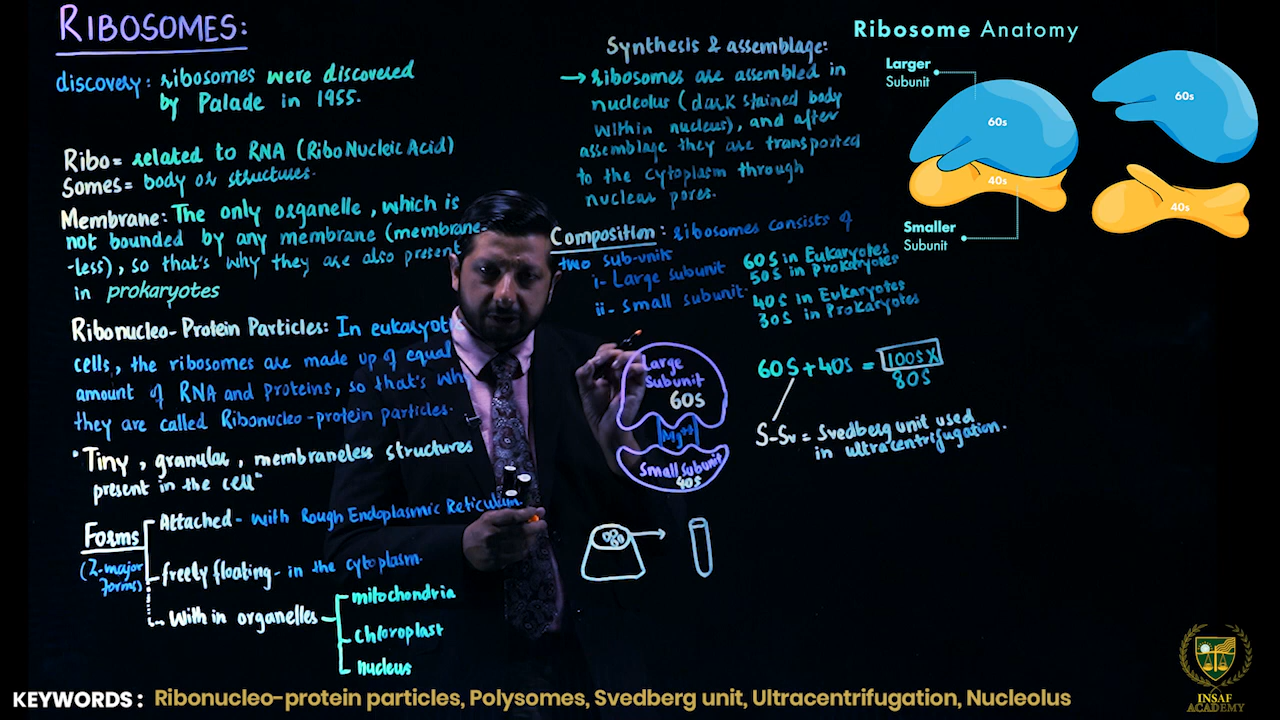 RIBOSOMES:
discovery: ribosomes were discovered
by Palade in 1955.
Ribo = related to RNA (RiboNucleic Acid)
Somes = body or structures.
Membrane: The only organelle, which is
not bounded by any membrane (membrane-
-less), so that's why they are also present
in prokaryotes
Ribonucleo-Protein Particles: In eukaryotic
cells, the ribosomes are made up of equal
amount of RNA and proteins, so that's why
they are called Ribonucleo-protein particles.
"Tiny, granular, membraneless structures
present in the cell"
Forms
(2-major
forms)
Attached - with Rough Endoplasmic Reticulum.
freely floating - in the cytoplasm.
With in organelles
mitochondria
chloroplast
nucleus
Synthesis & assemblage:
→ ribosomes are assembled in
nucleolus (dark stained body
within nucleus), and after
assemblage they are transported
to the cytoplasm through
nuclear pores.
Composition: ribosomes consists of
two sub-units
i- Large subunit
60S in Eukaryotes
50S in Prokaryotes
ii- Small subunit.
40S in Eukaryotes
30S in Prokaryotes
Large
Subunit
60S
Mg++
Small subunit
40S
60S + 40S = 100S X
80S
S-Sv = Svedberg unit used
in ultracentrifugation.
Ribosome Anatomy
Larger
Subunit
60s
40s
Smaller
Subunit
60s
40s
KEYWORDS: Ribonucleo-protein particles, Polysomes, Svedberg unit, Ultracentrifugation, Nucleolus
INSAF
ACADEMY